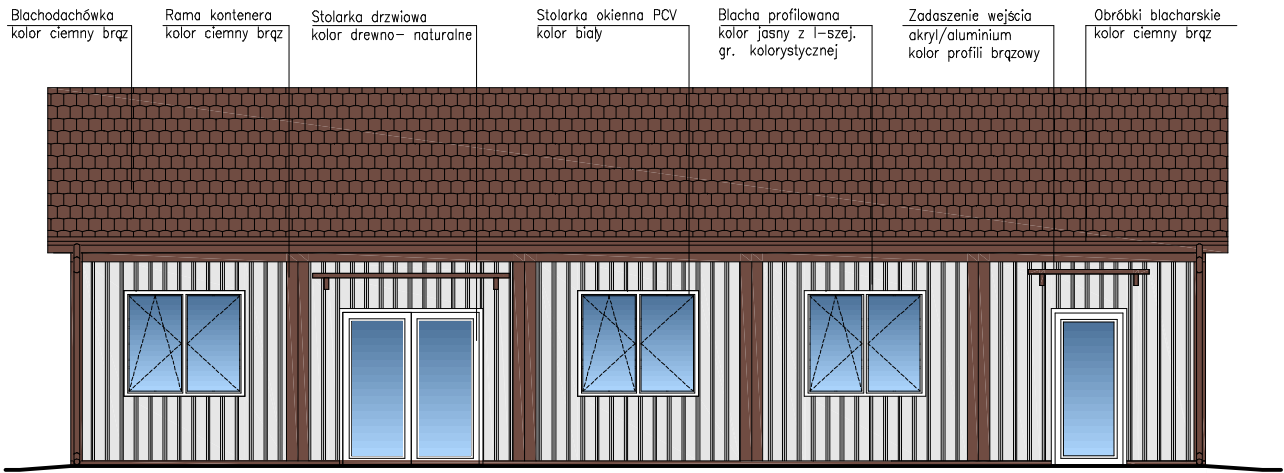 Blachodachówka
kolor ciemny brąz
Rama kontenera
kolor ciemny brąz
Stolarka drzwiowa
kolor drewno– naturalne
Stolarka okienna PCV
kolor biały
Blacha profilowana
kolor jasny z I–szej.
gr. kolorystycznej
Zadaszenie wejścia
akryl/aluminium
kolor profili brązowy
Obróbki blacharskie
kolor ciemny brąz